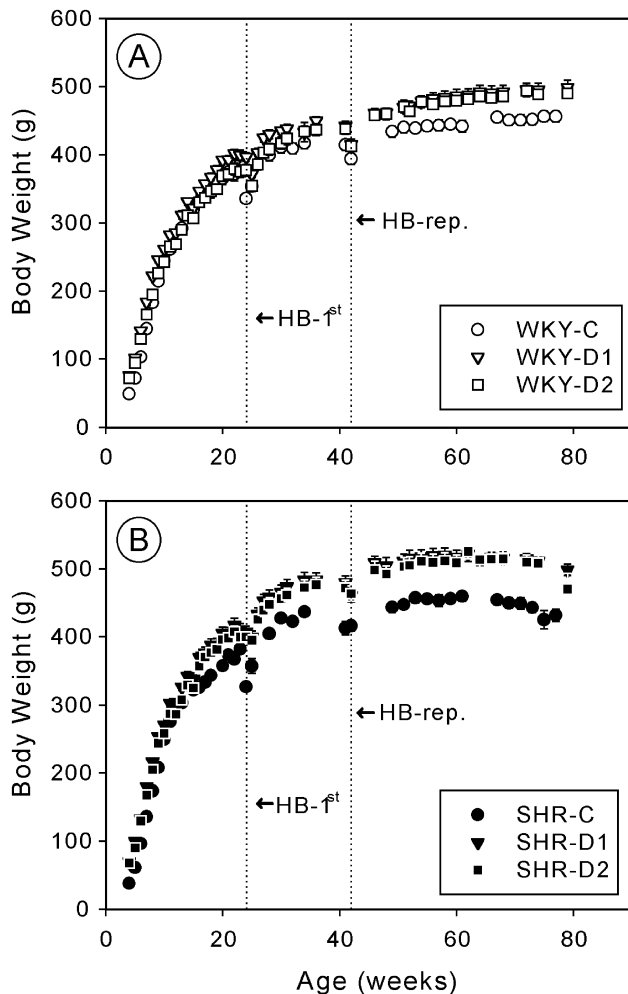 A
600
500
400
300
200
100
0
Body Weight (g)
←HB-rep.
←HB-1st
WKY-C
WKY-D1
WKY-D2
0 20 40 60 80
B
600
500
400
300
200
100
0
Body Weight (g)
←HB-rep.
←HB-1st
SHR-C
SHR-D1
SHR-D2
0 20 40 60 80
Age (weeks)